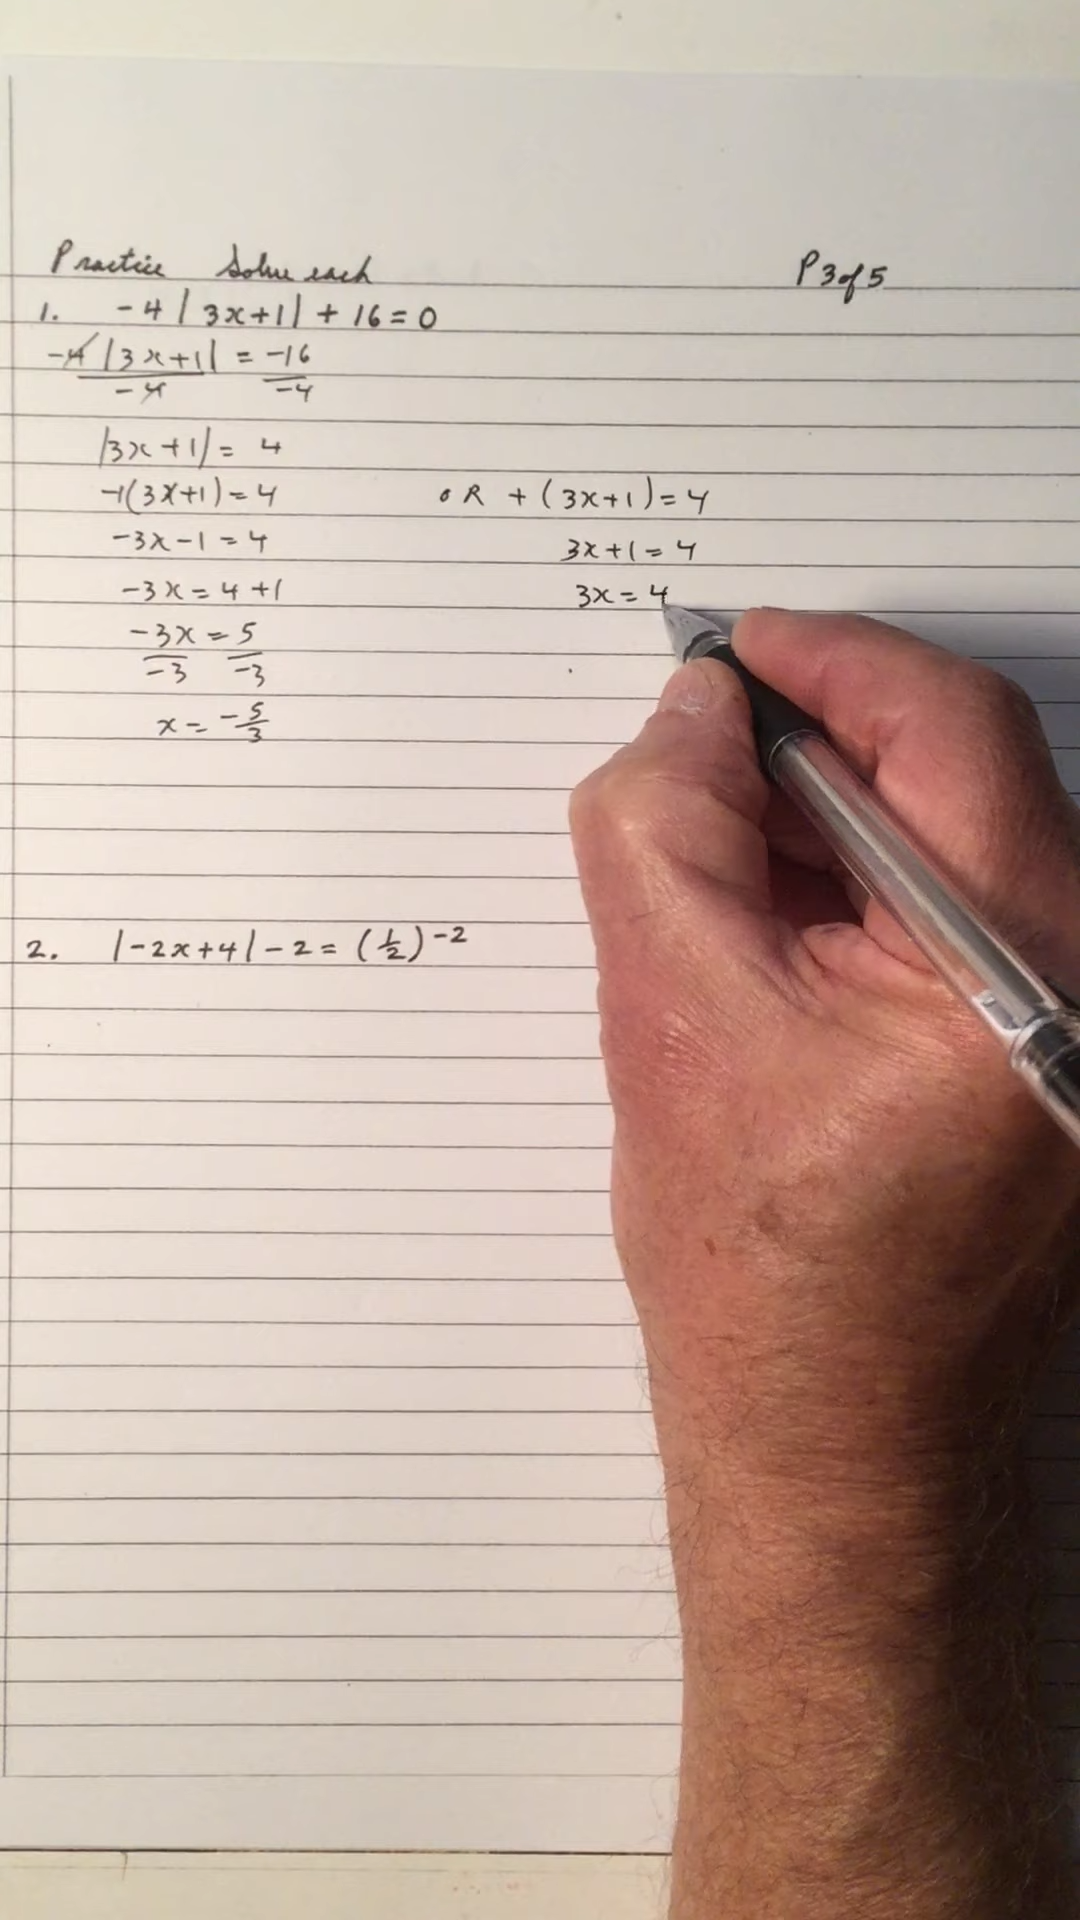 Practice Solve each P 3 of 5
1. -4|3x+1| + 16 = 0
-4|3x+1| = -16
-4 -4
|3x+1| = 4
-1(3x+1) = 4 OR +(3x+1) = 4
-3x-1 = 4 3x+1 = 4
-3x = 4+1 3x = 4
-3x = 5
-3 -3
x = -5/3
2. |-2x+4| - 2 = (1/2)^-2